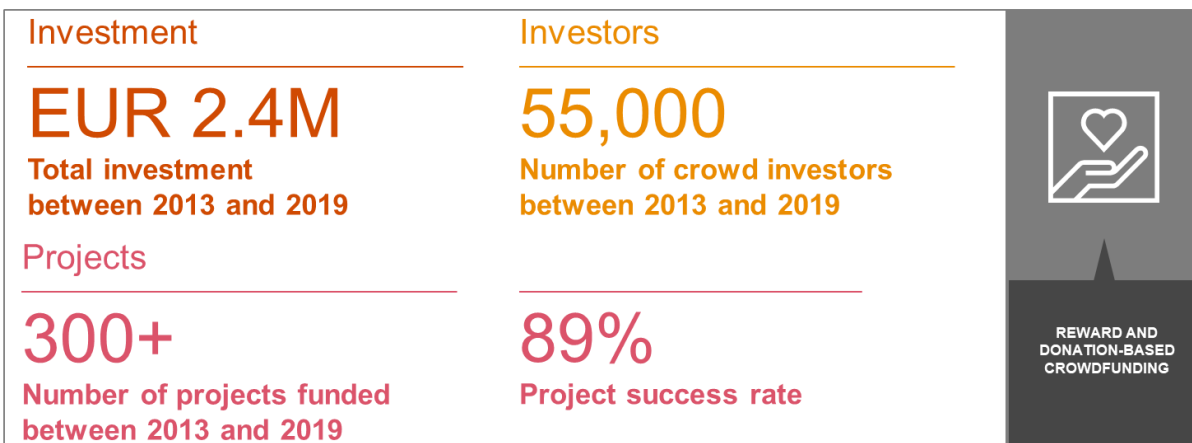 Investment
EUR 2.4M
Total investment
between 2013 and 2019
Investors
55,000
Number of crowd investors
between 2013 and 2019
Projects
300+
Number of projects funded
between 2013 and 2019
89%
Project success rate
REWARD AND
DONATION-BASED
CROWDFUNDING